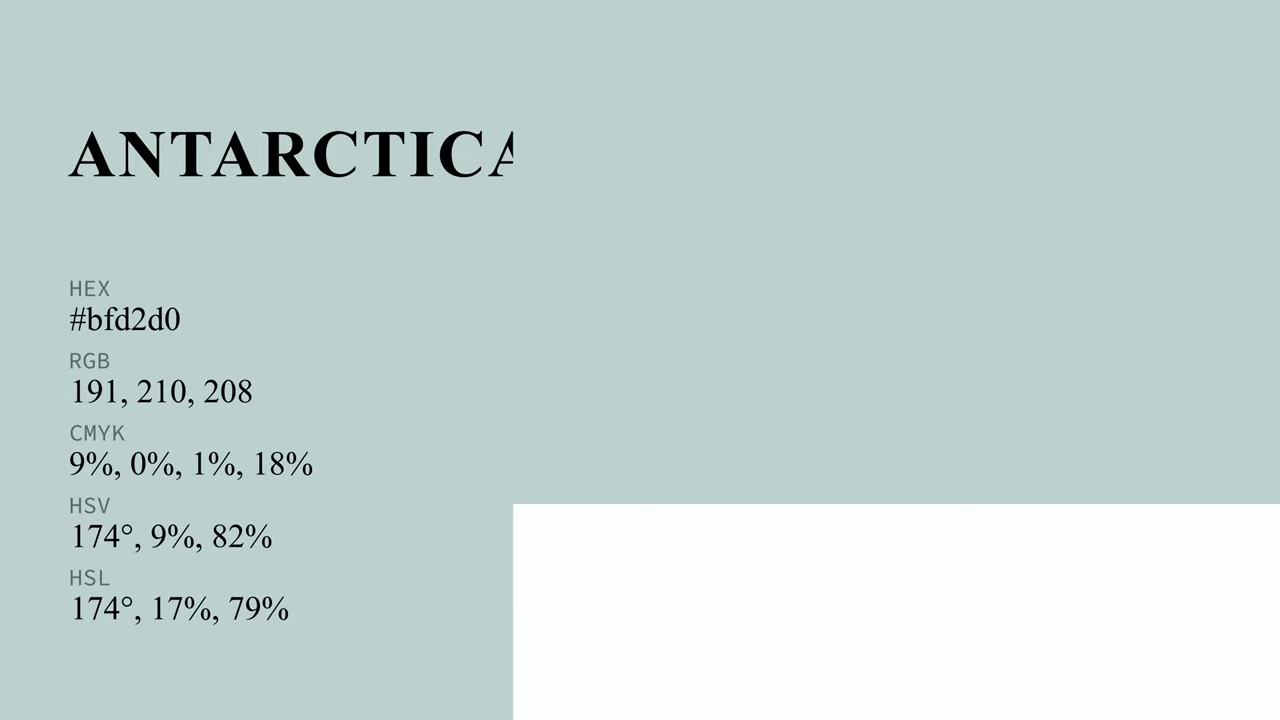 ANTARCTICA
HEX
#bfd2d0
RGB
191, 210, 208
CMYK
9%, 0%, 1%, 18%
HSV
174°, 9%, 82%
HSL
174°, 17%, 79%